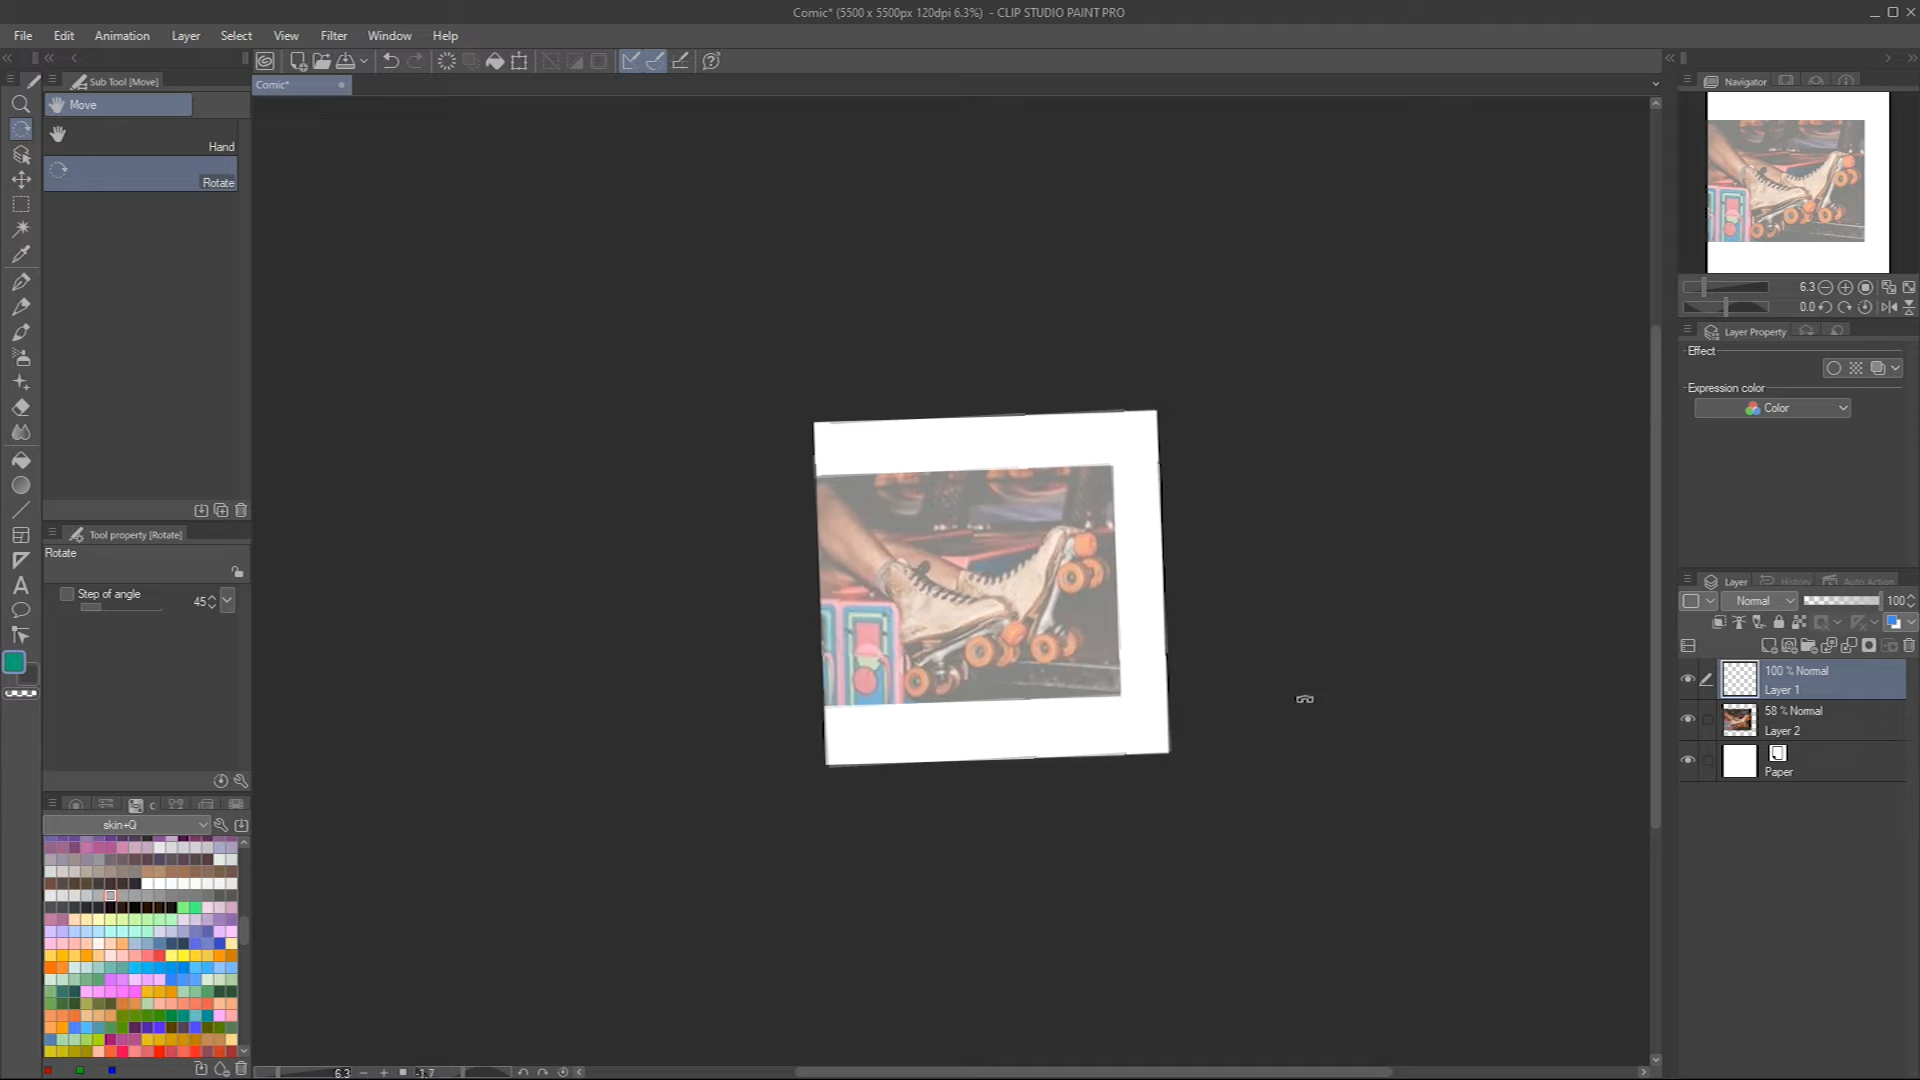 Comic* (5500 x 5500px 120dpi 6.3%) - CLIP STUDIO PAINT PRO
File Edit Animation Layer Select View Filter Window Help
Sub Tool [Move]
Comic*
Navigator
Move
Hand
Rotate
6.3
0.0
Layer Property
Effect
Expression color
Color
Tool property [Rotate]
Rotate
Step of angle 45
Layer History Auto Action
Normal 100
100 % Normal
Layer 1
58 % Normal
Layer 2
Paper
skin+Q
6.3 -1.7